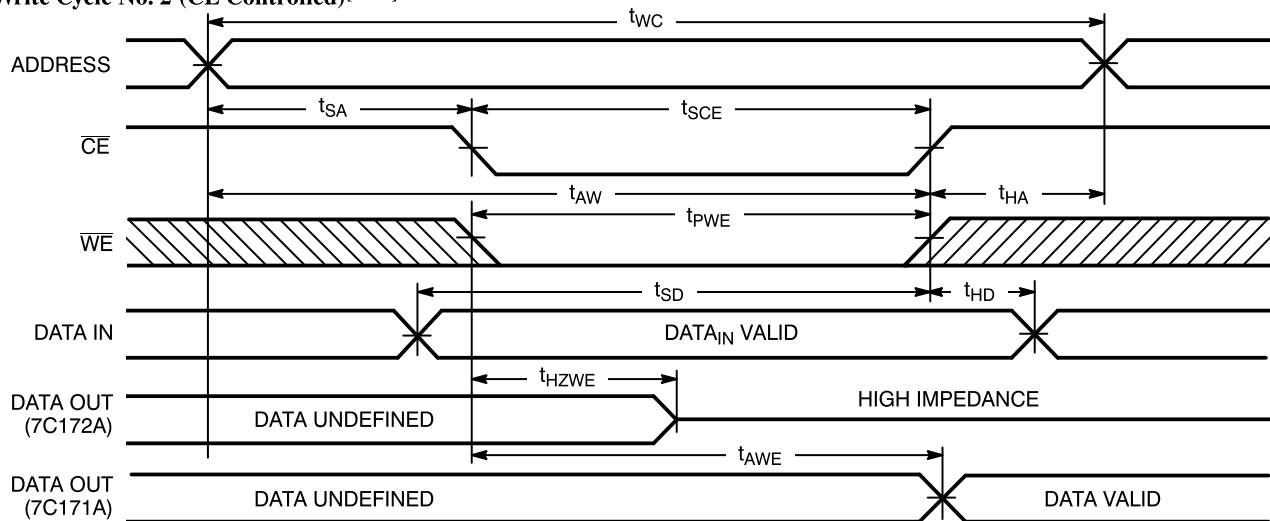 Write Cycle No. 2 (CE Controlled)
tWC
ADDRESS
tSA
tSCE
CE
tAW
tHA
tPWE
WE
tSD
tHD
DATA IN
DATAIN VALID
tHZWE
DATA OUT
(7C172A)
DATA UNDEFINED
HIGH IMPEDANCE
tAWE
DATA OUT
(7C171A)
DATA UNDEFINED
DATA VALID